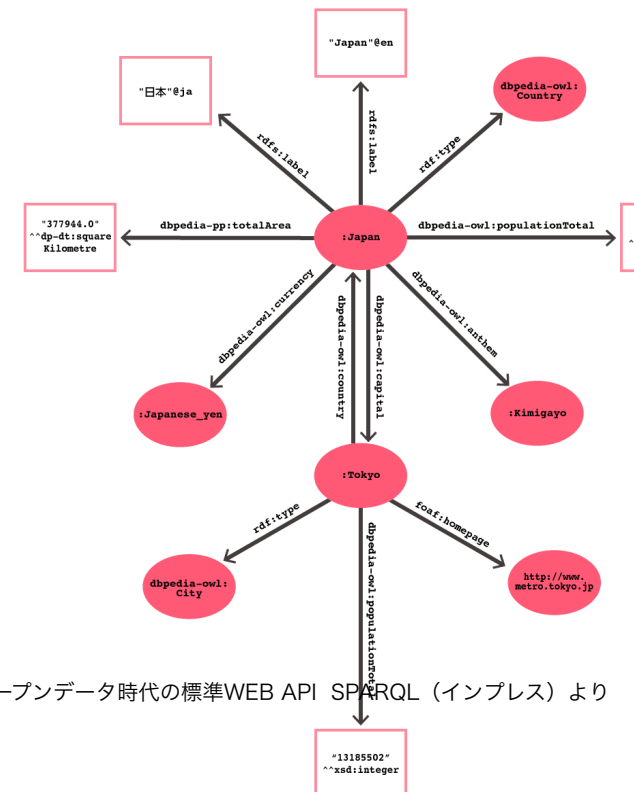 "Japan"@en
"日本"@ja
dbpedia-owl:
Country
rdfs:label
rdfs:label
rdf:type
"377944.0"
^^dp-dt:square
Kilometre
dbpedia-pp:totalArea
:Japan
dbpedia-owl:populationTotal
^
dbpedia-owl:currency
dbpedia-owl:country
dbpedia-owl:capital
dbpedia-owl:anthem
:Japanese_yen
:Kimigayo
:Tokyo
rdf:type
dbpedia-owl:populationTotal
foaf:homepage
dbpedia-owl:
City
http://www.
metro.tokyo.jp
ープンデータ時代の標準WEB API SPARQL（インプレス）より
"13185502"
^^xsd:integer